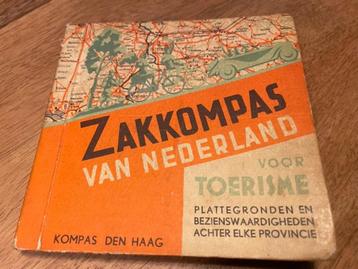 ZAKKOMPAS
VAN NEDERLAND
VOOR
TOERISME
PLATTEGRONDEN EN
BEZIENSWAARDIGHEDEN
ACHTER ELKE PROVINCIE
KOMPAS DEN HAAG